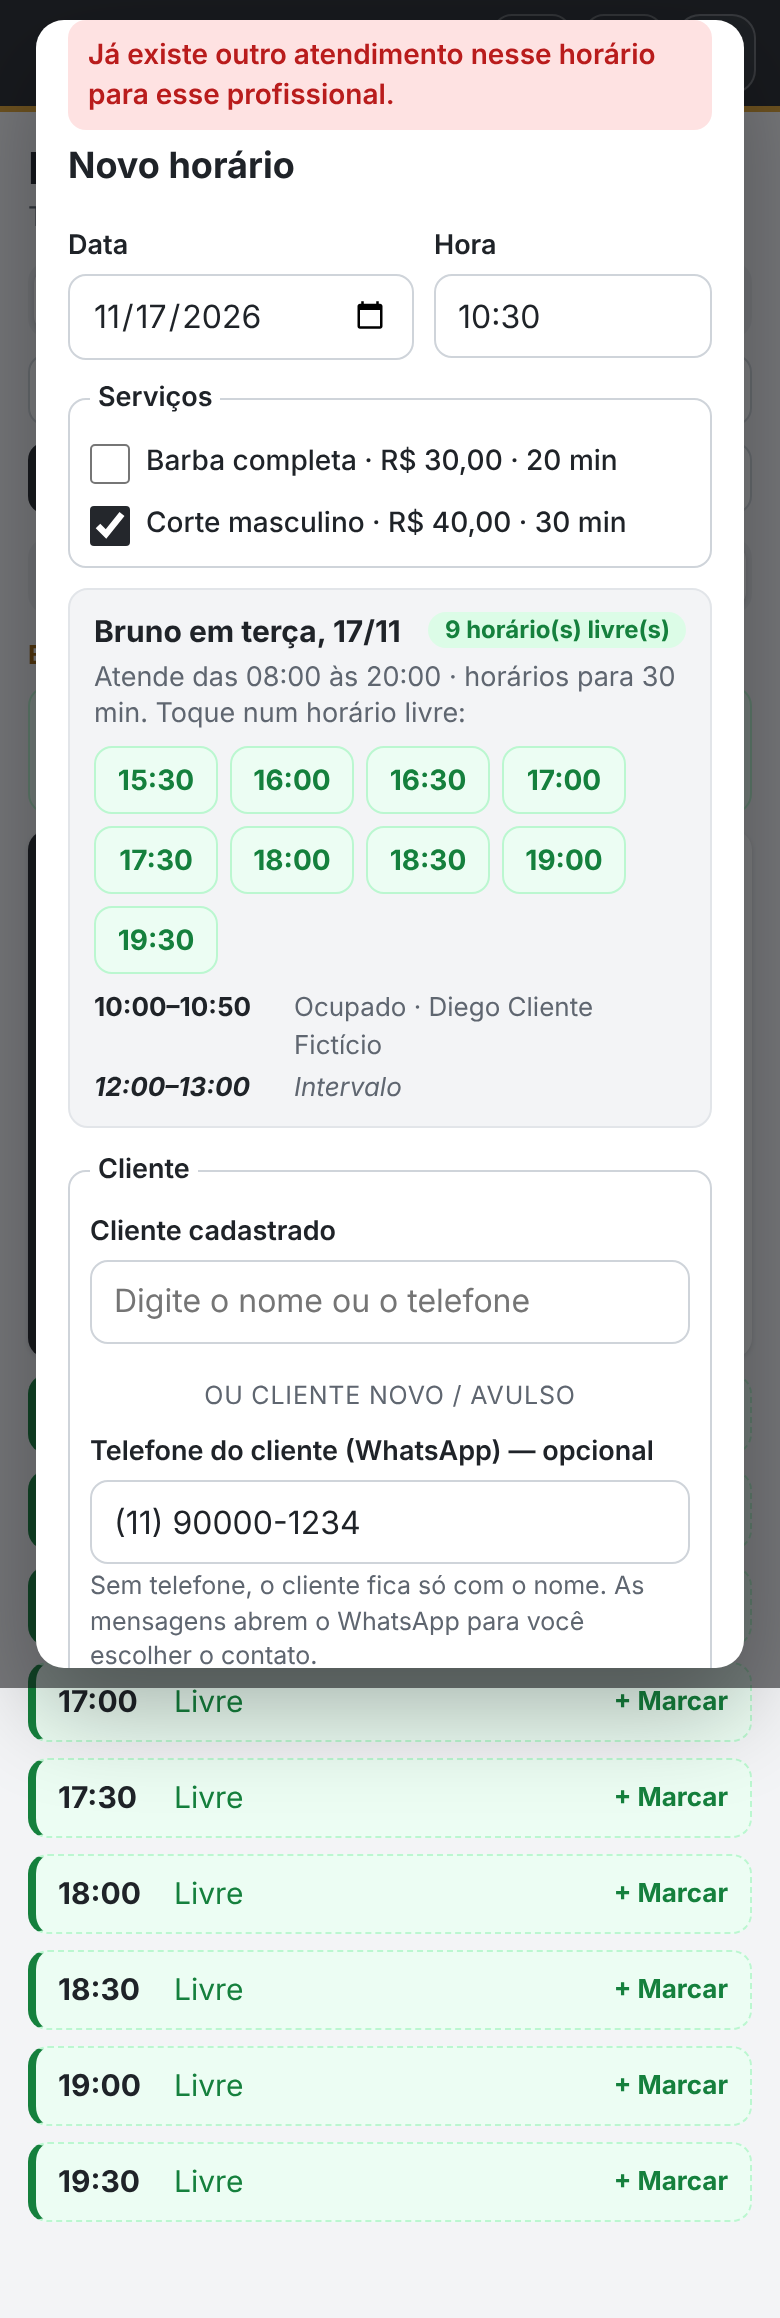 Já existe outro atendimento nesse horário
para esse profissional.
Novo horário
Data
Hora
11/17/2026
10:30
Serviços
Barba completa · R$ 30,00 · 20 min
Corte masculino · R$ 40,00 · 30 min
Bruno em terça, 17/11
9 horário(s) livre(s)
Atende das 08:00 às 20:00 · horários para 30
min. Toque num horário livre:
15:30
16:00
16:30
17:00
17:30
18:00
18:30
19:00
19:30
10:00–10:50
Ocupado · Diego Cliente
Fictício
12:00–13:00
Intervalo
Cliente
Cliente cadastrado
Digite o nome ou o telefone
OU CLIENTE NOVO / AVULSO
Telefone do cliente (WhatsApp) — opcional
(11) 90000-1234
Sem telefone, o cliente fica só com o nome. As
mensagens abrem o WhatsApp para você
escolher o contato.
17:00 Livre + Marcar
17:30 Livre + Marcar
18:00 Livre + Marcar
18:30 Livre + Marcar
19:00 Livre + Marcar
19:30 Livre + Marcar